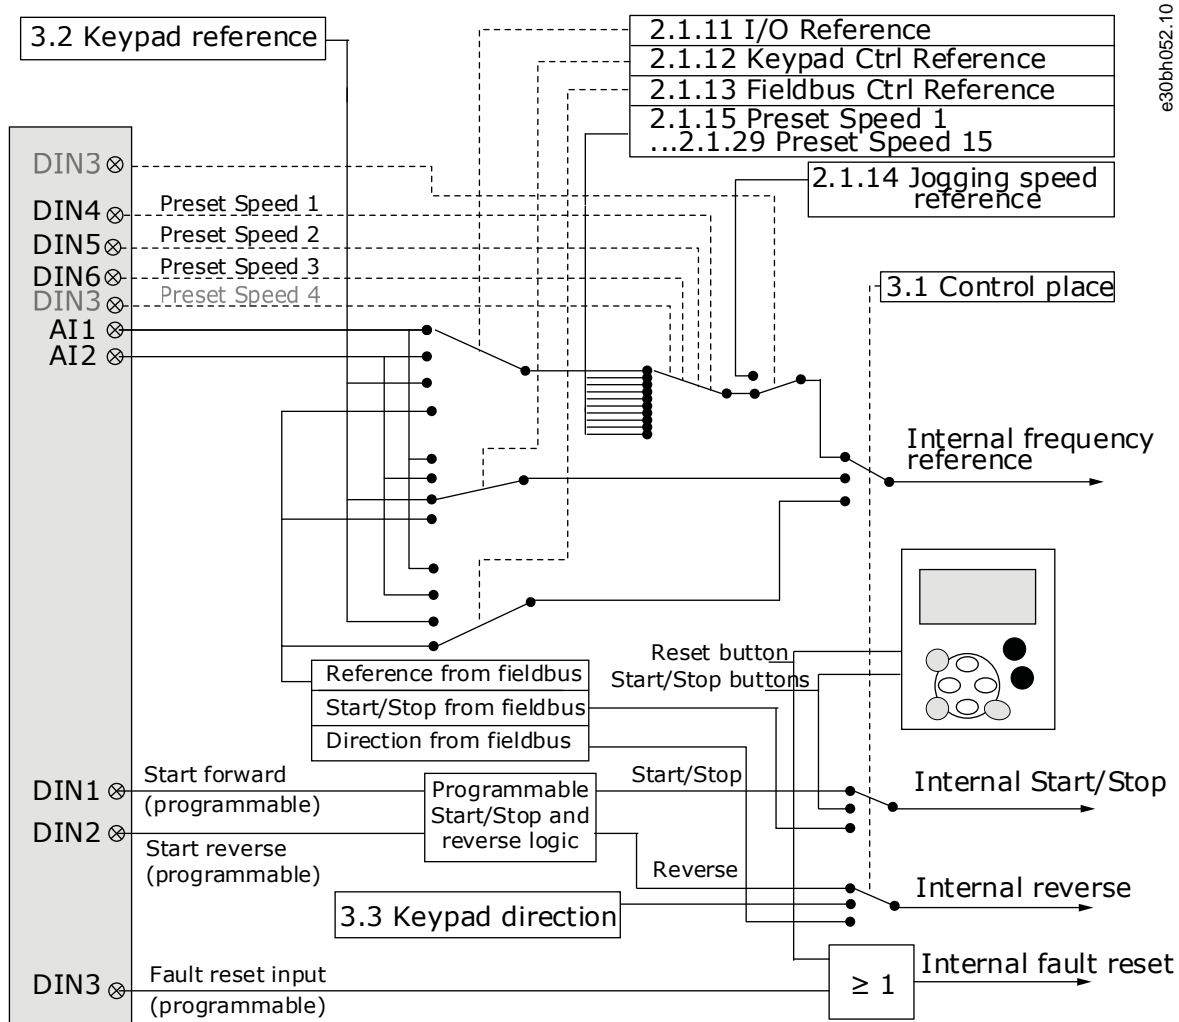 e30bh052.10
3.2 Keypad reference
2.1.11 I/O Reference
2.1.12 Keypad Ctrl Reference
2.1.13 Fieldbus Ctrl Reference
2.1.15 Preset Speed 1
...2.1.29 Preset Speed 15
2.1.14 Jogging speed
reference
DIN3
DIN4
Preset Speed 1
DIN5
Preset Speed 2
DIN6
Preset Speed 3
DIN3
Preset Speed 4
AI1
AI2
3.1 Control place
Internal frequency
reference
Reset button
Start/Stop buttons
Reference from fieldbus
Start/Stop from fieldbus
Direction from fieldbus
DIN1
Start forward
(programmable)
DIN2
Start reverse
(programmable)
Programmable
Start/Stop and
reverse logic
Start/Stop
Internal Start/Stop
Reverse
Internal reverse
3.3 Keypad direction
DIN3
Fault reset input
(programmable)
≥ 1
Internal fault reset